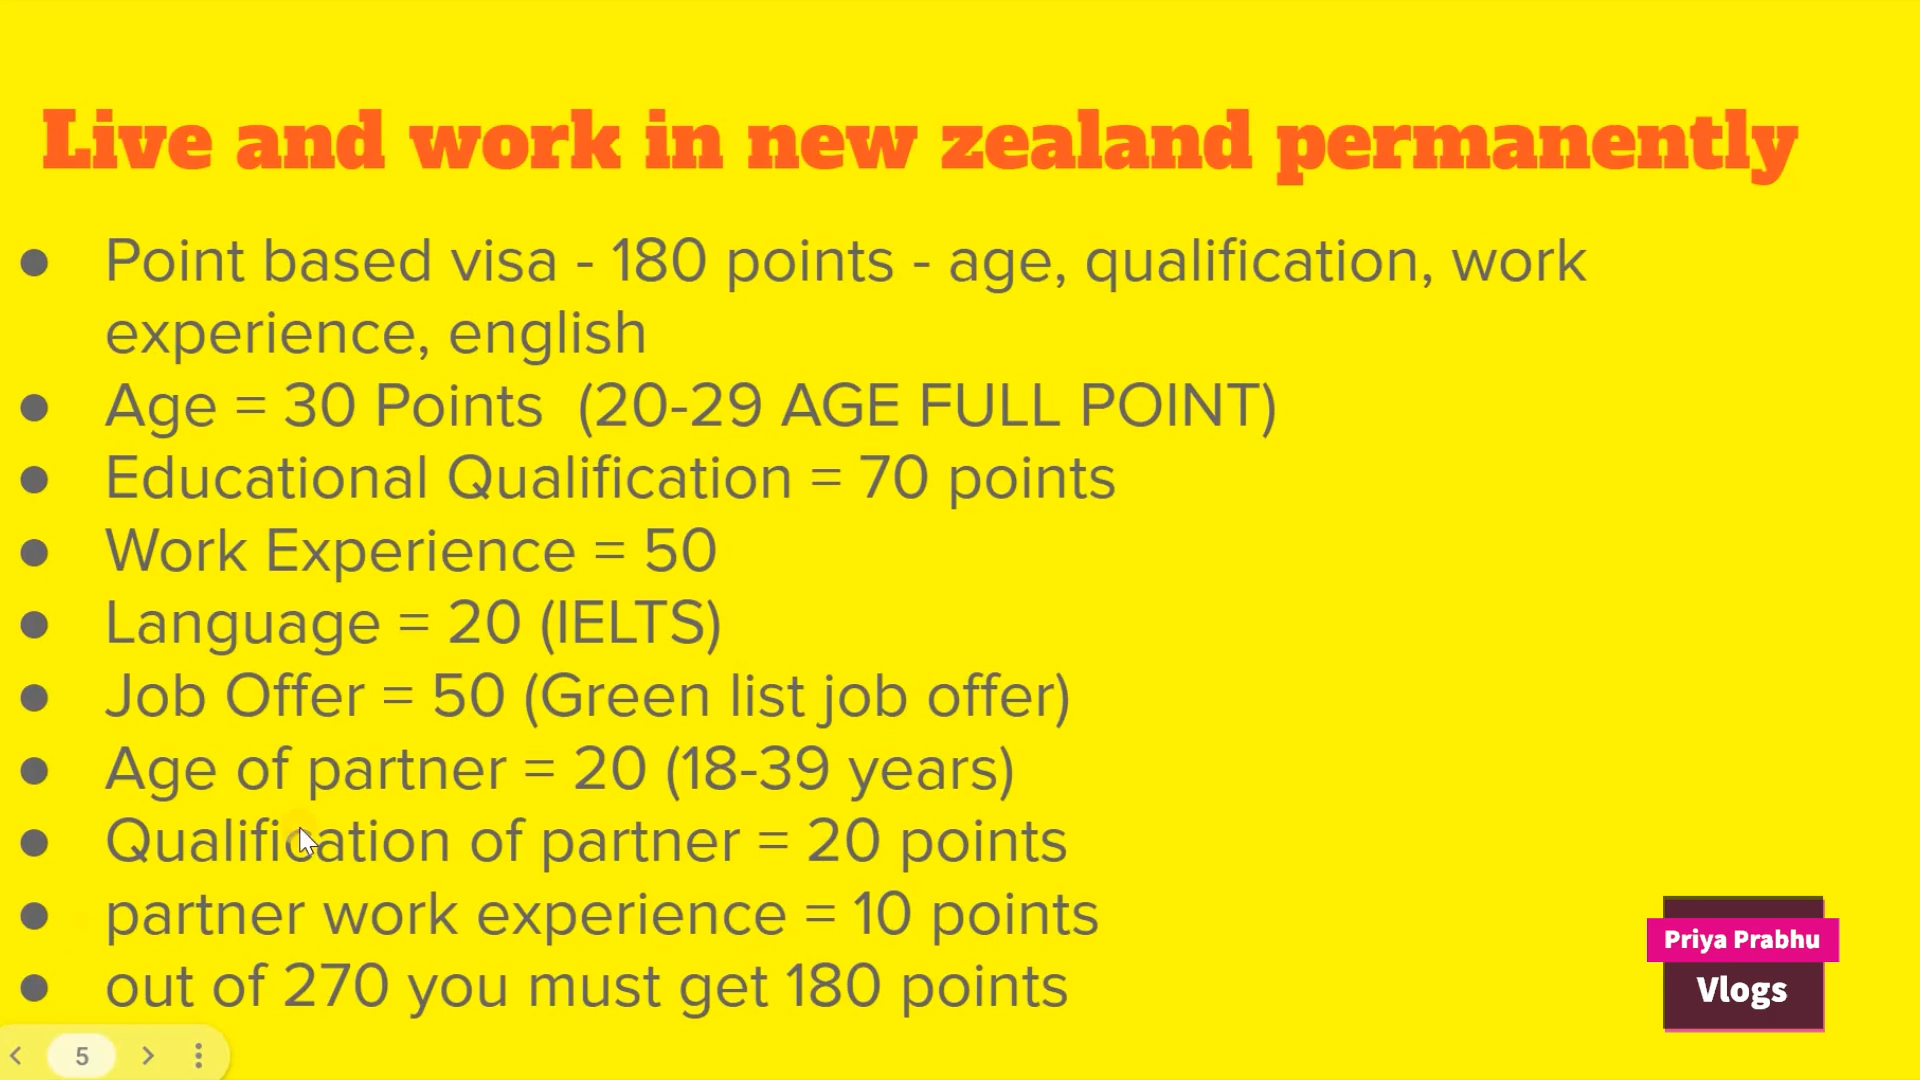 Live and work in new zealand permanently
● Point based visa - 180 points - age, qualification, work
experience, english
● Age = 30 Points (20-29 AGE FULL POINT)
● Educational Qualification = 70 points
● Work Experience = 50
● Language = 20 (IELTS)
● Job Offer = 50 (Green list job offer)
● Age of partner = 20 (18-39 years)
● Qualification of partner = 20 points
● partner work experience = 10 points
● out of 270 you must get 180 points
Priya Prabhu
Vlogs
5